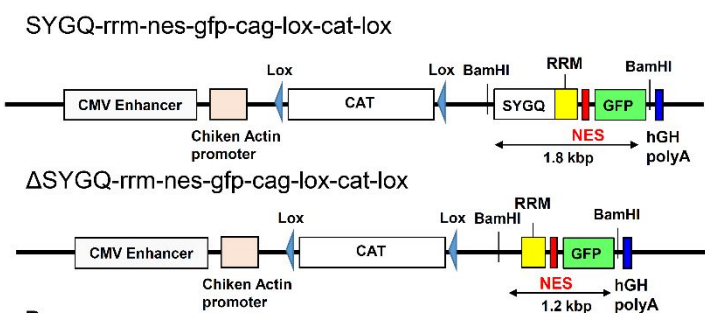 SYGQ-rrm-nes-gfp-cag-lox-cat-lox
Lox
Lox
BamHI
RRM
BamHI
CMV Enhancer
CAT
SYGQ
GFP
Chiken Actin
promoter
NES
hGH
polyA
1.8 kbp
ΔSYGQ-rrm-nes-gfp-cag-lox-cat-lox
Lox
Lox
BamHI
RRM
BamHI
CMV Enhancer
CAT
GFP
Chiken Actin
promoter
NES
hGH
polyA
1.2 kbp